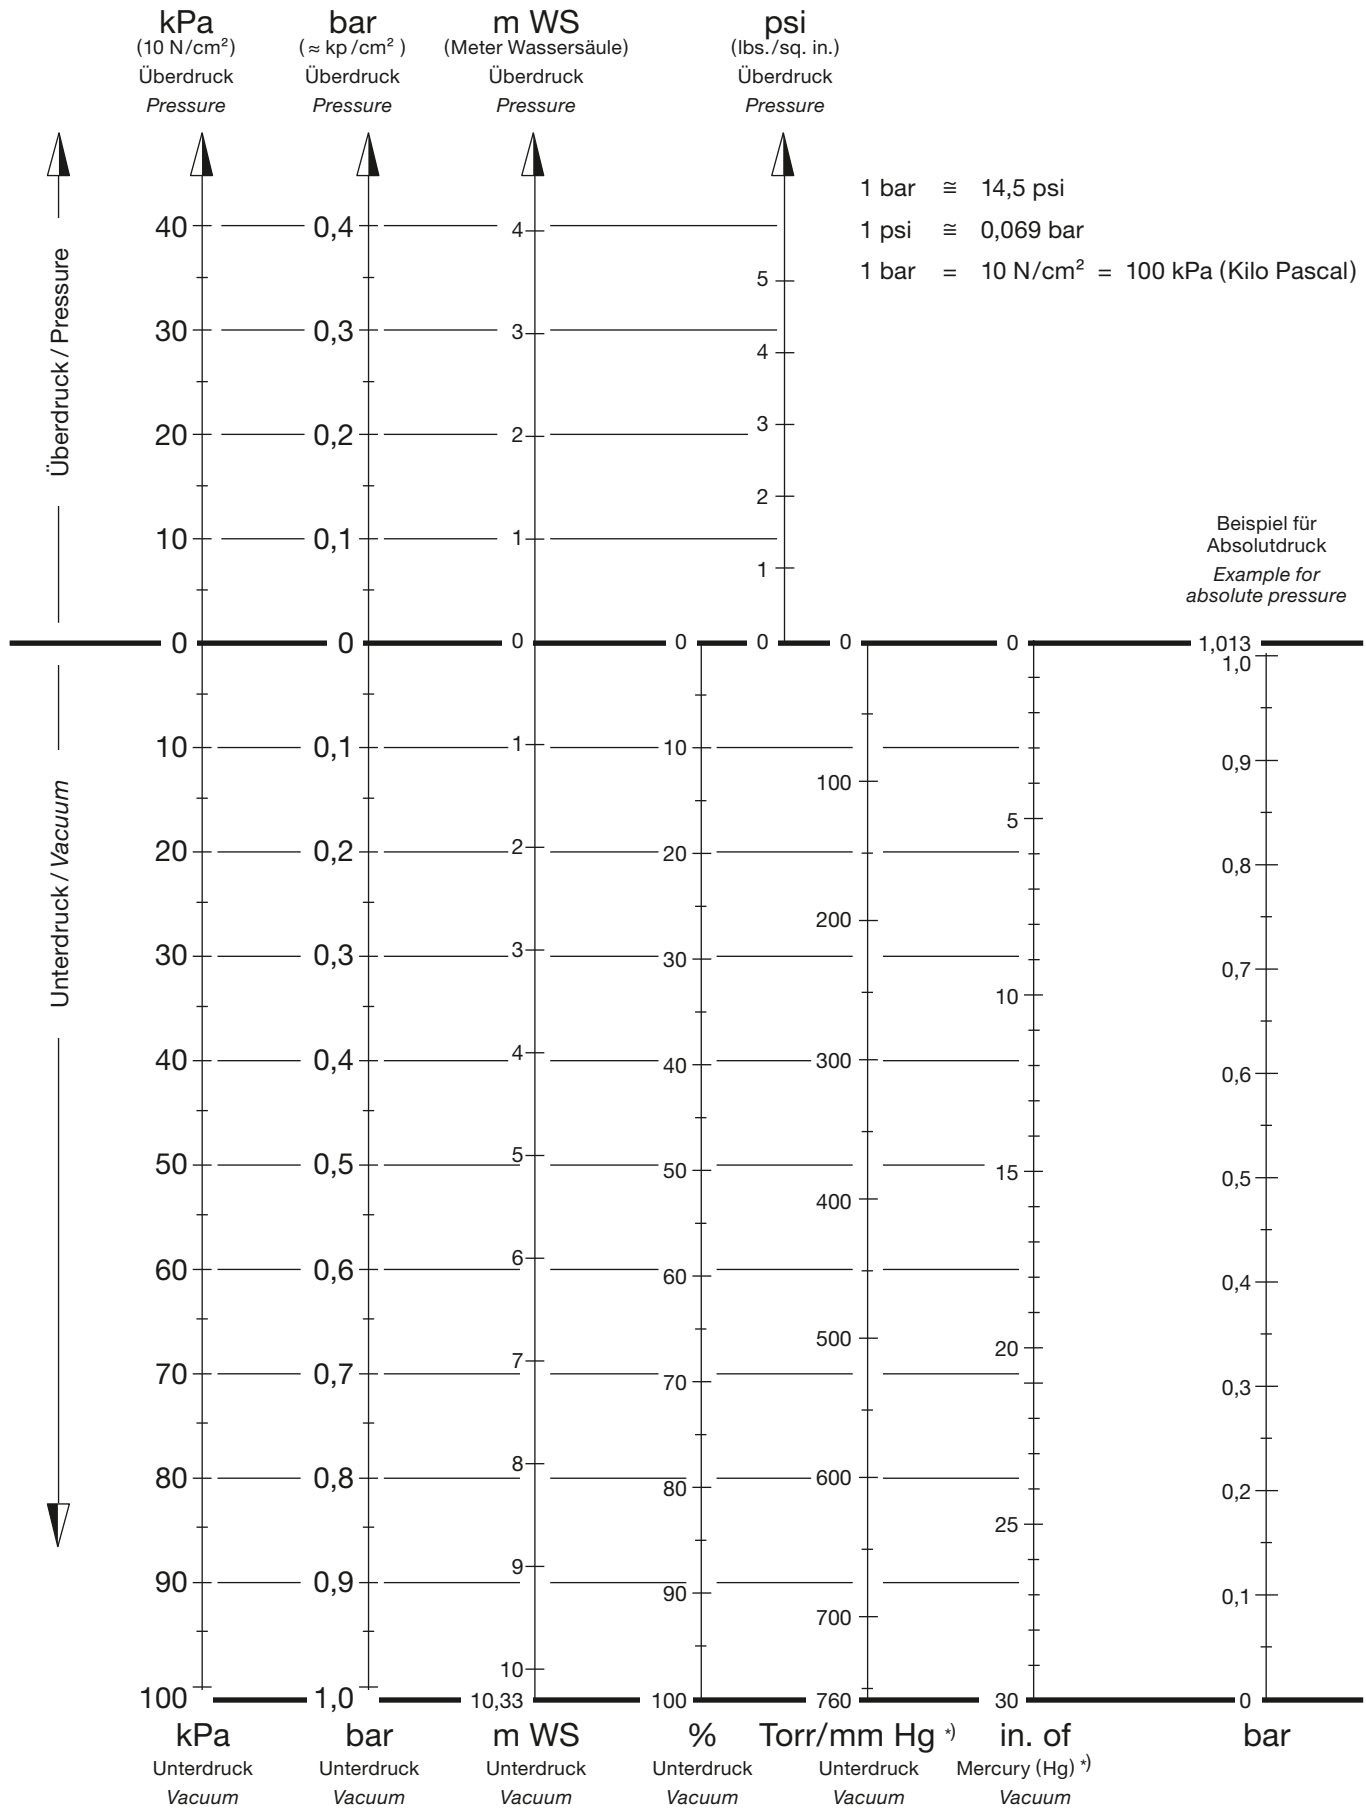 kPa bar m WS psi
(10 N/cm²) (≈ kp/cm²) (Meter Wassersäule) (lbs./sq. in.)
Überdruck Überdruck Überdruck Überdruck
Pressure Pressure Pressure Pressure
1 bar ≅ 14,5 psi
1 psi ≅ 0,069 bar
1 bar = 10 N/cm² = 100 kPa (Kilo Pascal)
Überdruck / Pressure
40 0,4 4
5
30 0,3 3
4
3
20 0,2 2
2
10 0,1 1
1
Beispiel für
Absolutdruck
Example for
absolute pressure
0 0 0 0 0 0 0 1,013
1,0
Unterdruck / Vacuum
10 0,1 1 10
100 0,9
5
20 0,2 2 20 0,8
200
30 0,3 3 30 0,7
10
40 0,4 4 40 300 0,6
50 0,5 5 50 15 0,5
400
60 0,6 6 60 0,4
500 20
70 0,7 7 70 0,3
80 0,8 8 80 600 0,2
25
90 0,9 9 90 0,1
700
10
100 1,0 10,33 100 760 30 0
kPa bar m WS % Torr/mm Hg *) in. of bar
Unterdruck Unterdruck Unterdruck Unterdruck Unterdruck Mercury (Hg) *)
Vacuum Vacuum Vacuum Vacuum Vacuum Vacuum